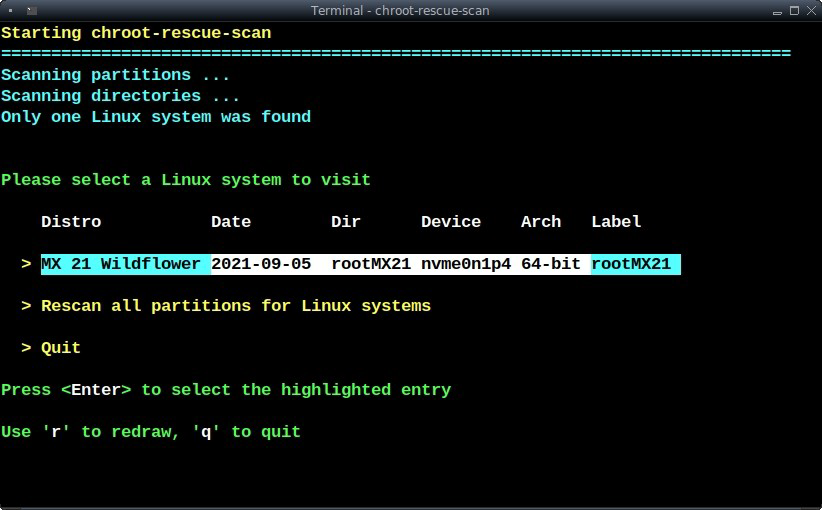 Terminal - chroot-rescue-scan
Starting chroot-rescue-scan
===============================================================================
Scanning partitions ...
Scanning directories ...
Only one Linux system was found
Please select a Linux system to visit
Distro Date Dir Device Arch Label
> MX 21 Wildflower 2021-09-05 rootMX21 nvme0n1p4 64-bit rootMX21
> Rescan all partitions for Linux systems
> Quit
Press <Enter> to select the highlighted entry
Use 'r' to redraw, 'q' to quit